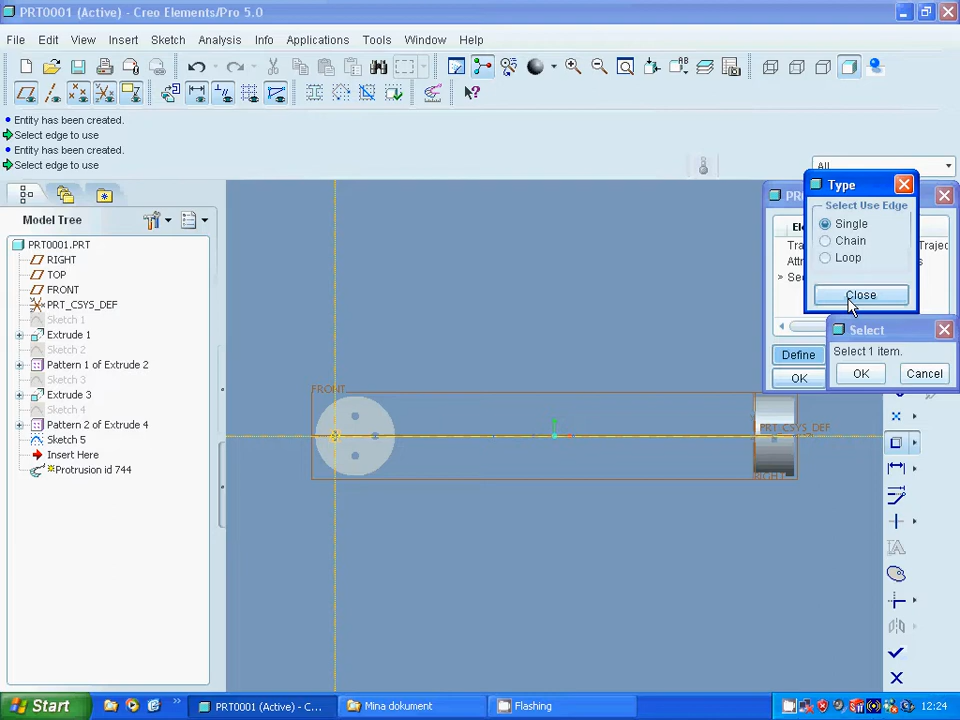 PRT0001 (Active) - Creo Elements/Pro 5.0
File Edit View Insert Sketch Analysis Info Applications Tools Window Help
Entity has been created.
Select edge to use
Entity has been created.
Select edge to use
All
Model Tree
PRT0001.PRT
RIGHT
TOP
FRONT
PRT_CSYS_DEF
Sketch 1
Extrude 1
Sketch 2
Pattern 1 of Extrude 2
Sketch 3
Extrude 3
Sketch 4
Pattern 2 of Extrude 4
Sketch 5
Insert Here
Protrusion id 744
FRONT
PRT_CSYS_DEF
RIGHT
Type
Select Use Edge
Single
Chain
Loop
Close
Define
OK
Select
Select 1 item.
OK Cancel
Start
PRT0001 (Active) - C...
Mina dokument
Flashing
12:24